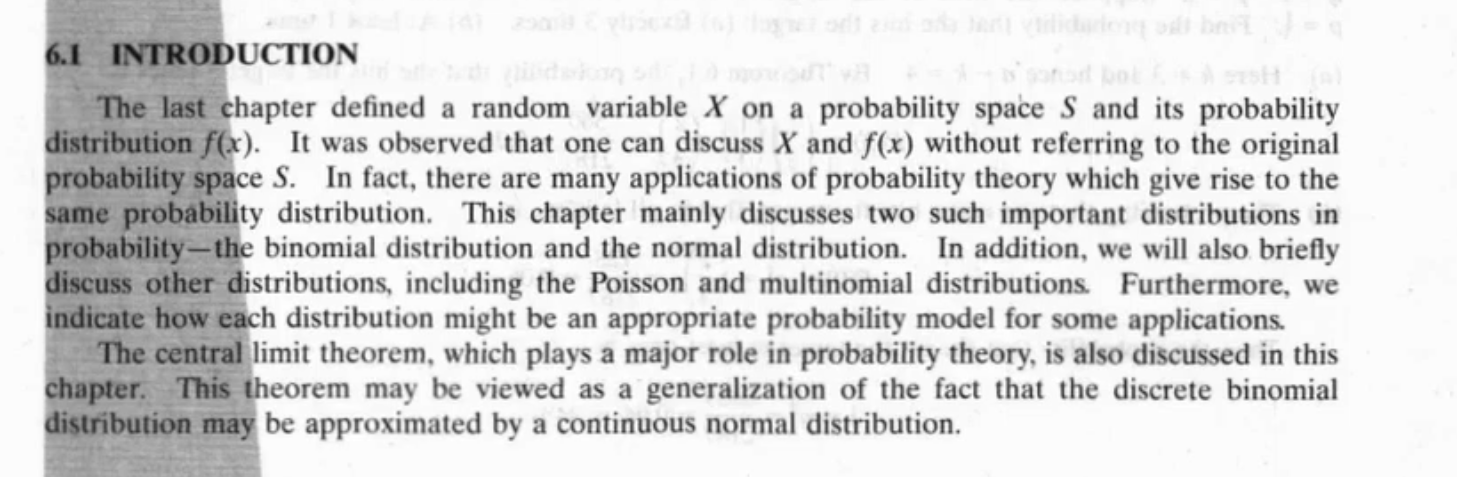 6.1 INTRODUCTION
The last chapter defined a random variable X on a probability space S and its probability
distribution f(x). It was observed that one can discuss X and f(x) without referring to the original
probability space S. In fact, there are many applications of probability theory which give rise to the
same probability distribution. This chapter mainly discusses two such important distributions in
probability—the binomial distribution and the normal distribution. In addition, we will also briefly
discuss other distributions, including the Poisson and multinomial distributions. Furthermore, we
indicate how each distribution might be an appropriate probability model for some applications.
The central limit theorem, which plays a major role in probability theory, is also discussed in this
chapter. This theorem may be viewed as a generalization of the fact that the discrete binomial
distribution may be approximated by a continuous normal distribution.